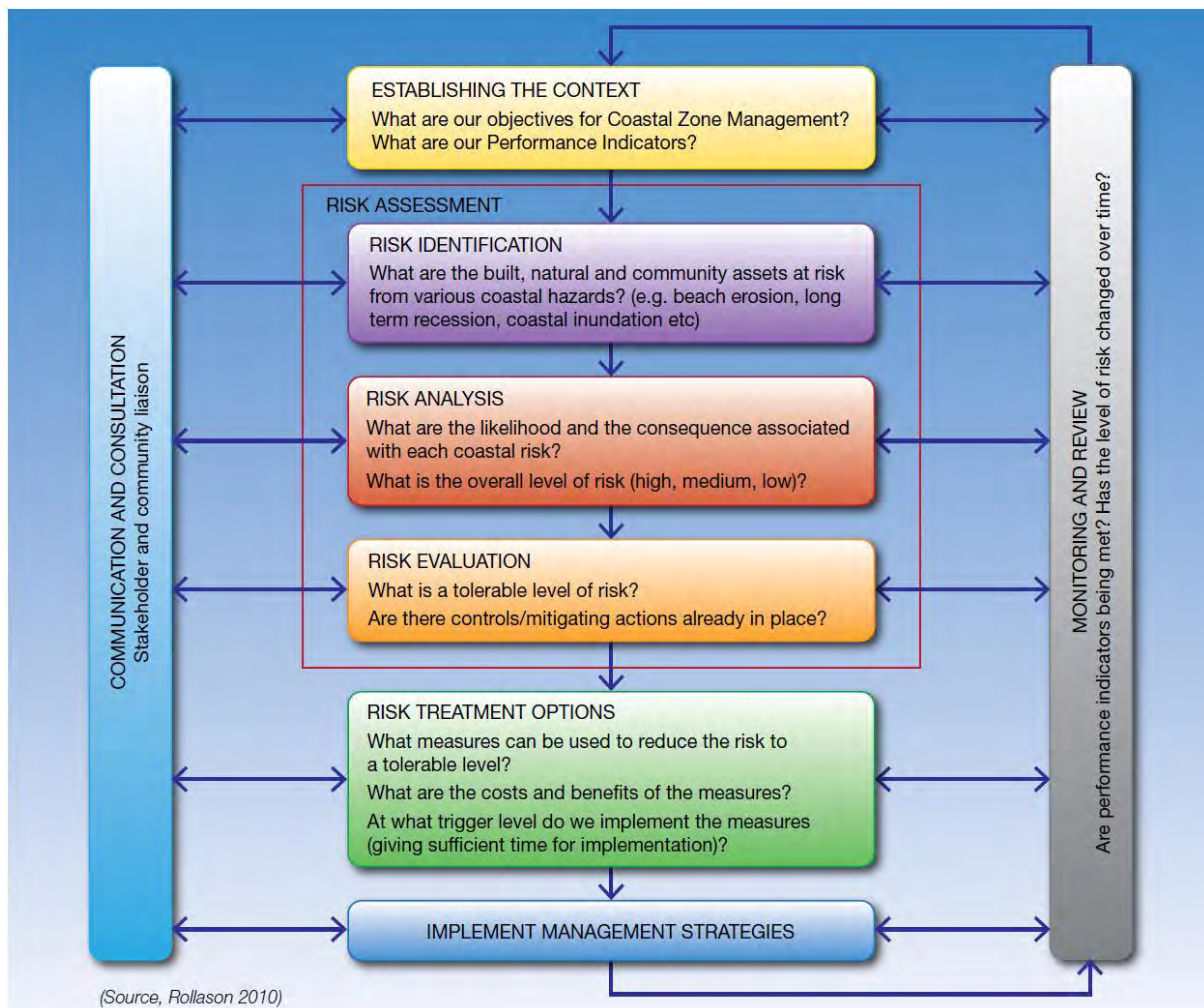 ESTABLISHING THE CONTEXT
What are our objectives for Coastal Zone Management?
What are our Performance Indicators?
RISK ASSESSMENT
RISK IDENTIFICATION
What are the built, natural and community assets at risk
from various coastal hazards? (e.g. beach erosion, long
term recession, coastal inundation etc)
RISK ANALYSIS
What are the likelihood and the consequence associated
with each coastal risk?
What is the overall level of risk (high, medium, low)?
RISK EVALUATION
What is a tolerable level of risk?
Are there controls/mitigating actions already in place?
RISK TREATMENT OPTIONS
What measures can be used to reduce the risk to
a tolerable level?
What are the costs and benefits of the measures?
At what trigger level do we implement the measures
(giving sufficient time for implementation)?
IMPLEMENT MANAGEMENT STRATEGIES
COMMUNICATION AND CONSULTATION
Stakeholder and community liaison
MONITORING AND REVIEW
Are performance indicators being met? Has the level of risk changed over time?
(Source, Rollason 2010)